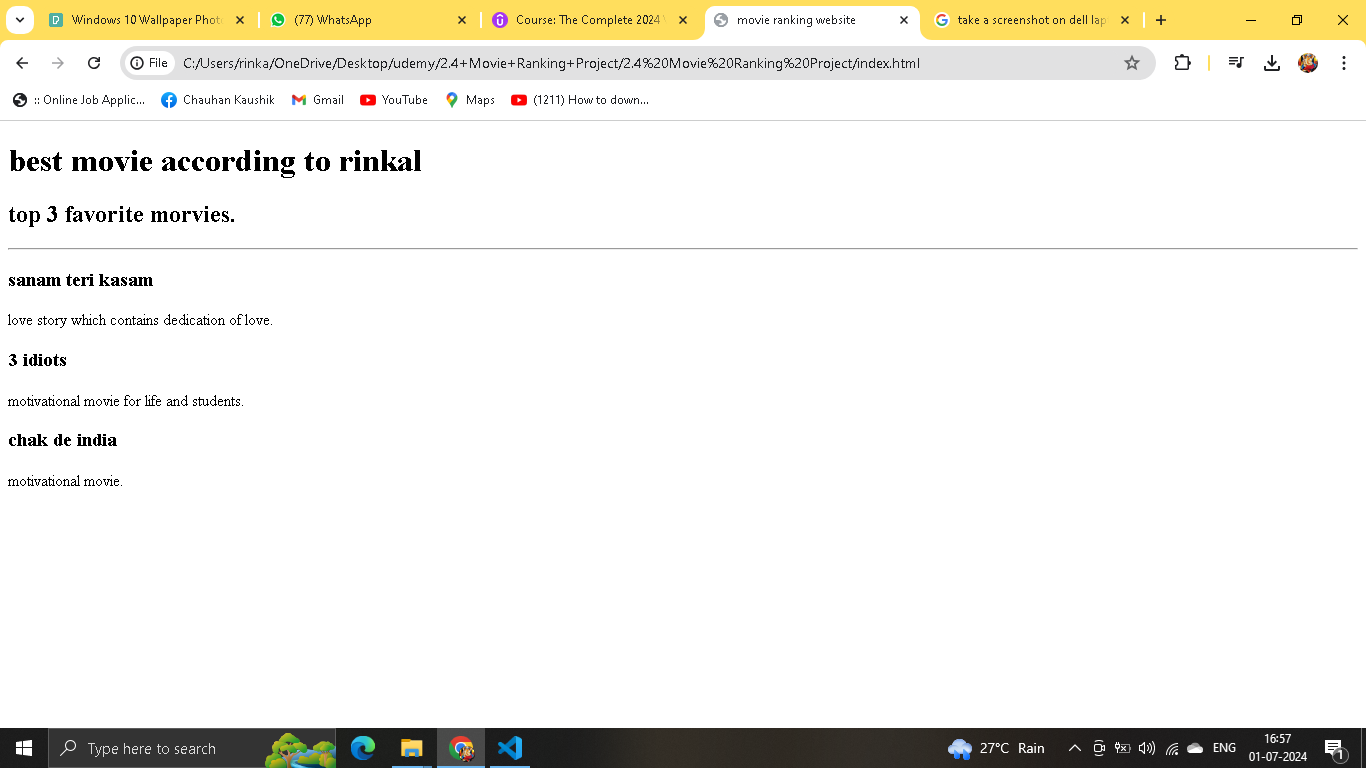 Windows 10 Wallpaper Phot
(77) WhatsApp
Course: The Complete 2024
movie ranking website
take a screenshot on dell lap
File
C:/Users/rinka/OneDrive/Desktop/udemy/2.4+Movie+Ranking+Project/2.4%20Movie%20Ranking%20Project/index.html
:: Online Job Applic...
Chauhan Kaushik
Gmail
YouTube
Maps
(1211) How to down...
best movie according to rinkal
top 3 favorite morvies.
sanam teri kasam
love story which contains dedication of love.
3 idiots
motivational movie for life and students.
chak de india
motivational movie.
Type here to search
27°C Rain
ENG
16:57
01-07-2024
1